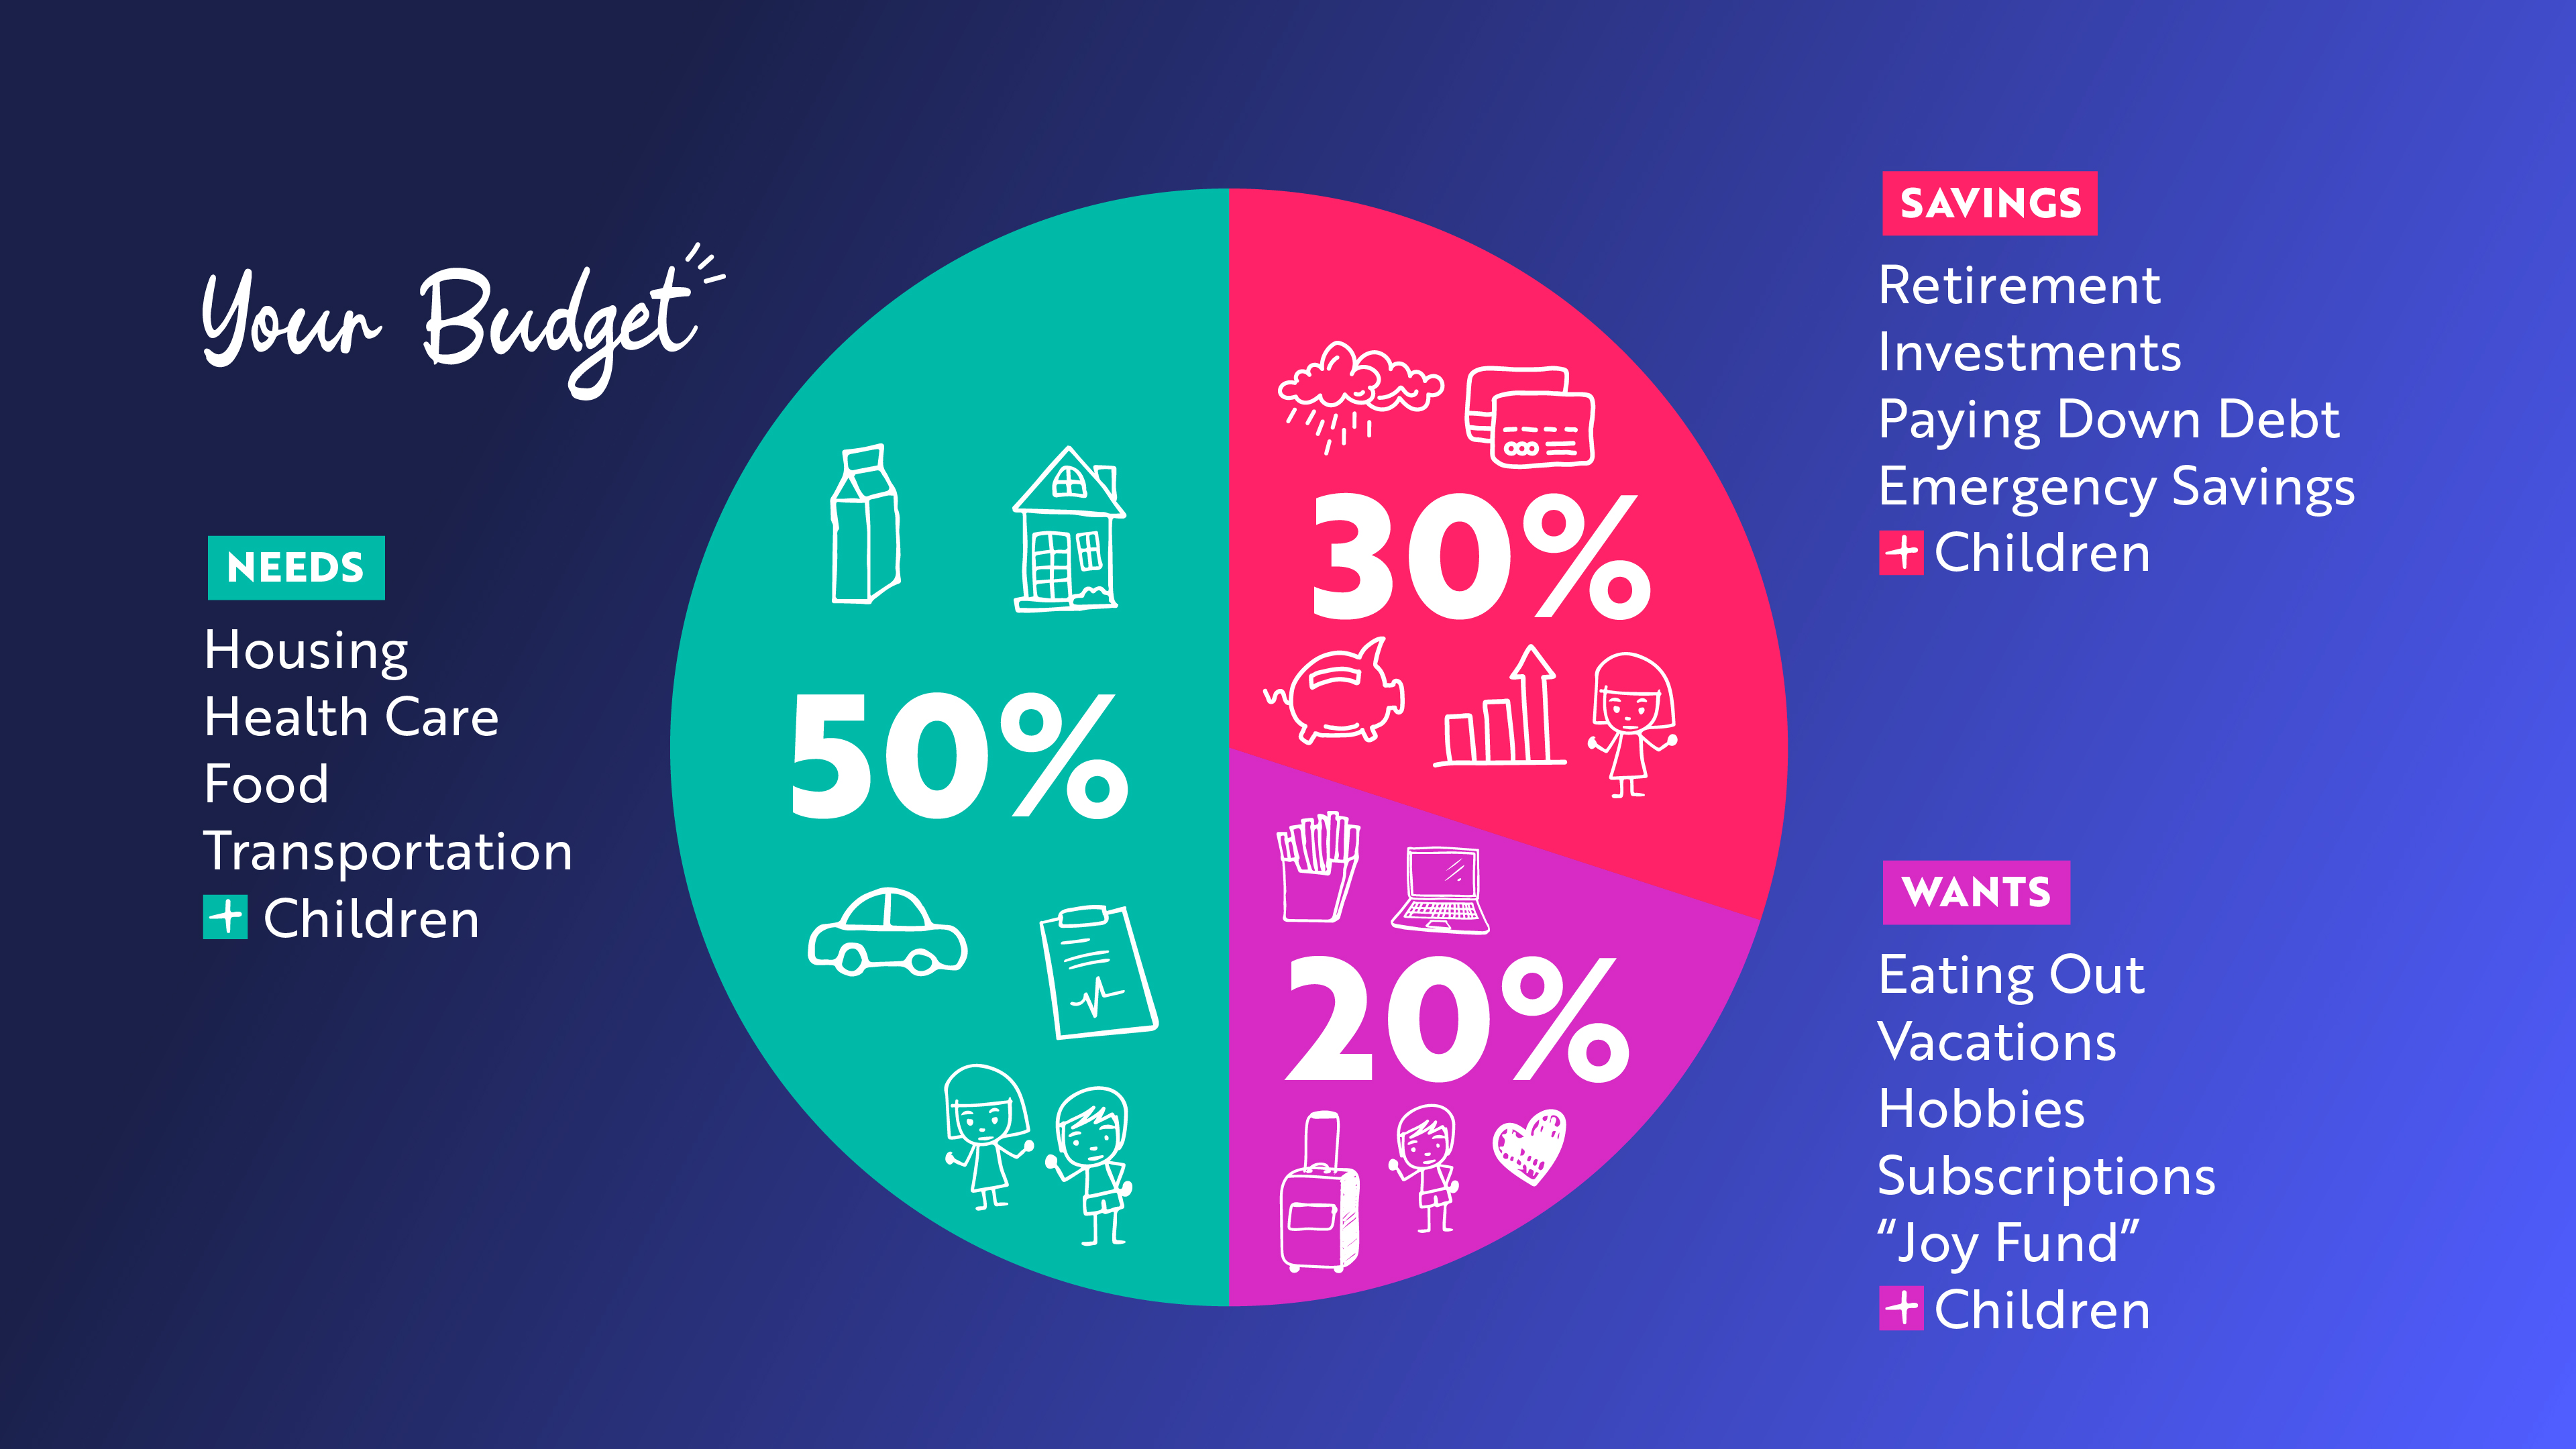 Your Budget
NEEDS
Housing
Health Care
Food
Transportation
+ Children
50%
30%
20%
SAVINGS
Retirement
Investments
Paying Down Debt
Emergency Savings
+ Children
WANTS
Eating Out
Vacations
Hobbies
Subscriptions
“Joy Fund”
+ Children